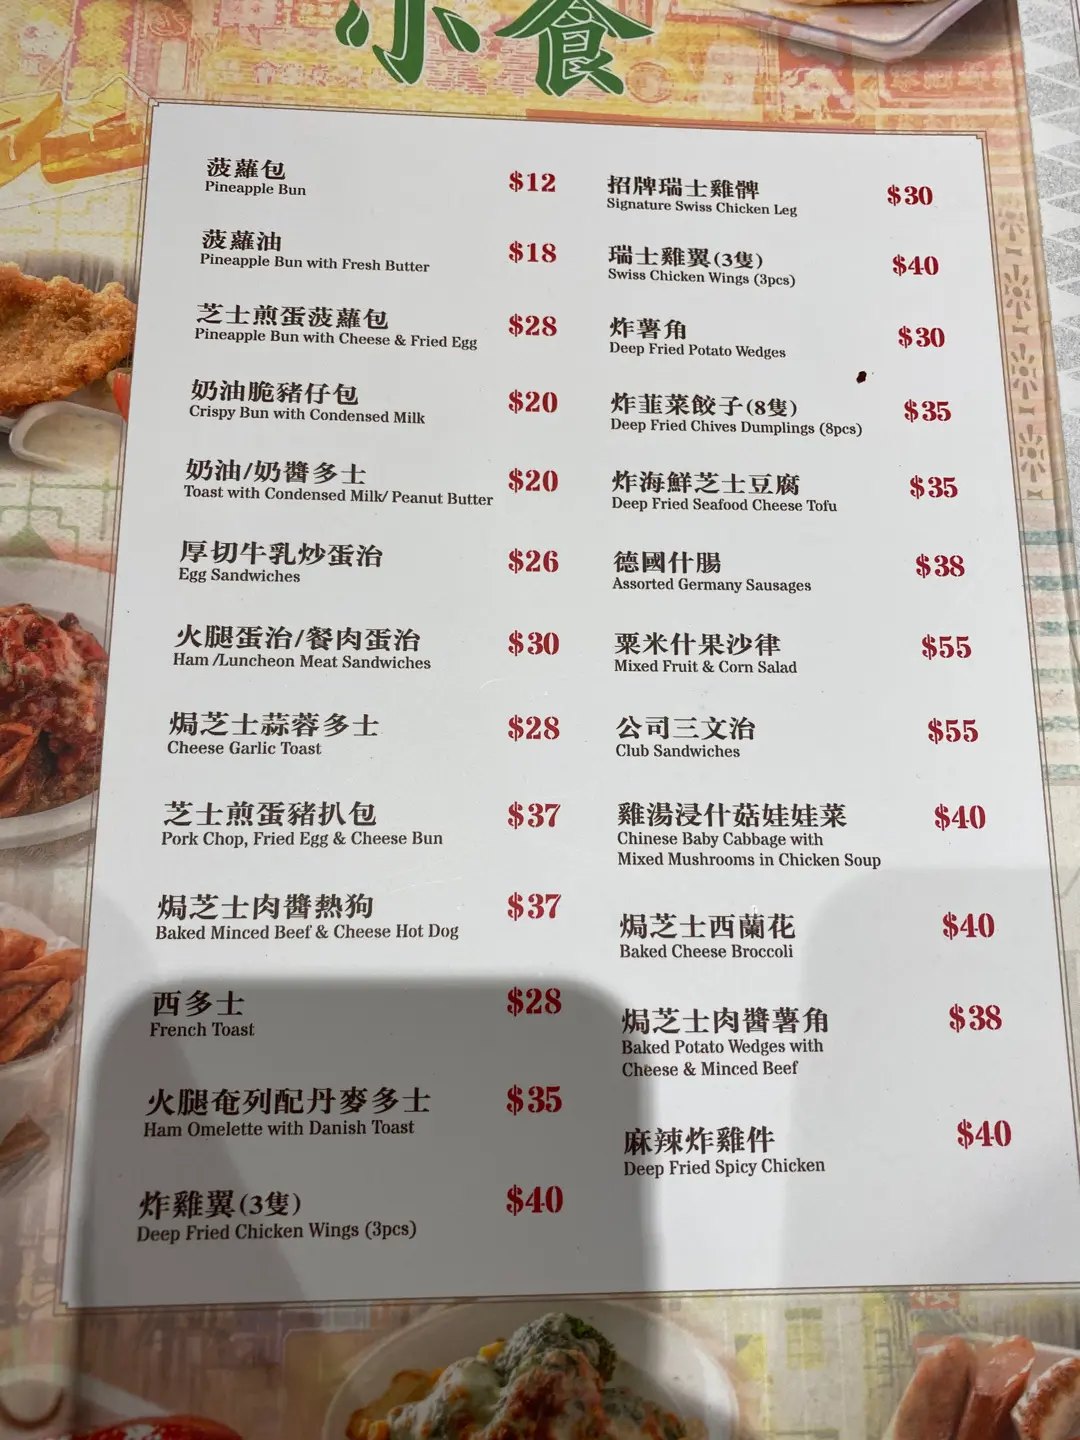 小食
菠蘿包 $12
Pineapple Bun
菠蘿油 $18
Pineapple Bun with Fresh Butter
芝士煎蛋菠蘿包 $28
Pineapple Bun with Cheese & Fried Egg
奶油脆豬仔包 $20
Crispy Bun with Condensed Milk
奶油/奶醬多士 $20
Toast with Condensed Milk/ Peanut Butter
厚切牛乳炒蛋治 $26
Egg Sandwiches
火腿蛋治/餐肉蛋治 $30
Ham /Luncheon Meat Sandwiches
焗芝士蒜蓉多士 $28
Cheese Garlic Toast
芝士煎蛋豬扒包 $37
Pork Chop, Fried Egg & Cheese Bun
焗芝士肉醬熱狗 $37
Baked Minced Beef & Cheese Hot Dog
西多士 $28
French Toast
火腿奄列配丹麥多士 $35
Ham Omelette with Danish Toast
炸雞翼(3隻) $40
Deep Fried Chicken Wings (3pcs)
招牌瑞士雞髀 $30
Signature Swiss Chicken Leg
瑞士雞翼(3隻) $40
Swiss Chicken Wings (3pcs)
炸薯角 $30
Deep Fried Potato Wedges
炸韮菜餃子(8隻) $35
Deep Fried Chives Dumplings (8pcs)
炸海鮮芝士豆腐 $35
Deep Fried Seafood Cheese Tofu
德國什腸 $38
Assorted Germany Sausages
粟米什果沙律 $55
Mixed Fruit & Corn Salad
公司三文治 $55
Club Sandwiches
雞湯浸什菇娃娃菜 $40
Chinese Baby Cabbage with
Mixed Mushrooms in Chicken Soup
焗芝士西蘭花 $40
Baked Cheese Broccoli
焗芝士肉醬薯角 $38
Baked Potato Wedges with
Cheese & Minced Beef
麻辣炸雞件 $40
Deep Fried Spicy Chicken